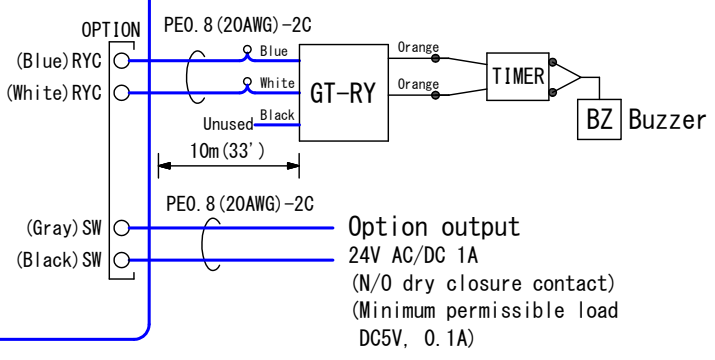 OPTION
PE0.8(20AWG)-2C
(Blue)RYC
Blue
(White)RYC
White
Unused
Black
GT-RY
Orange
Orange
TIMER
BZ
Buzzer
10m(33')
PE0.8(20AWG)-2C
(Gray)SW
(Black)SW
Option output
24V AC/DC 1A
(N/O dry closure contact)
(Minimum permissible load
DC5V, 0.1A)